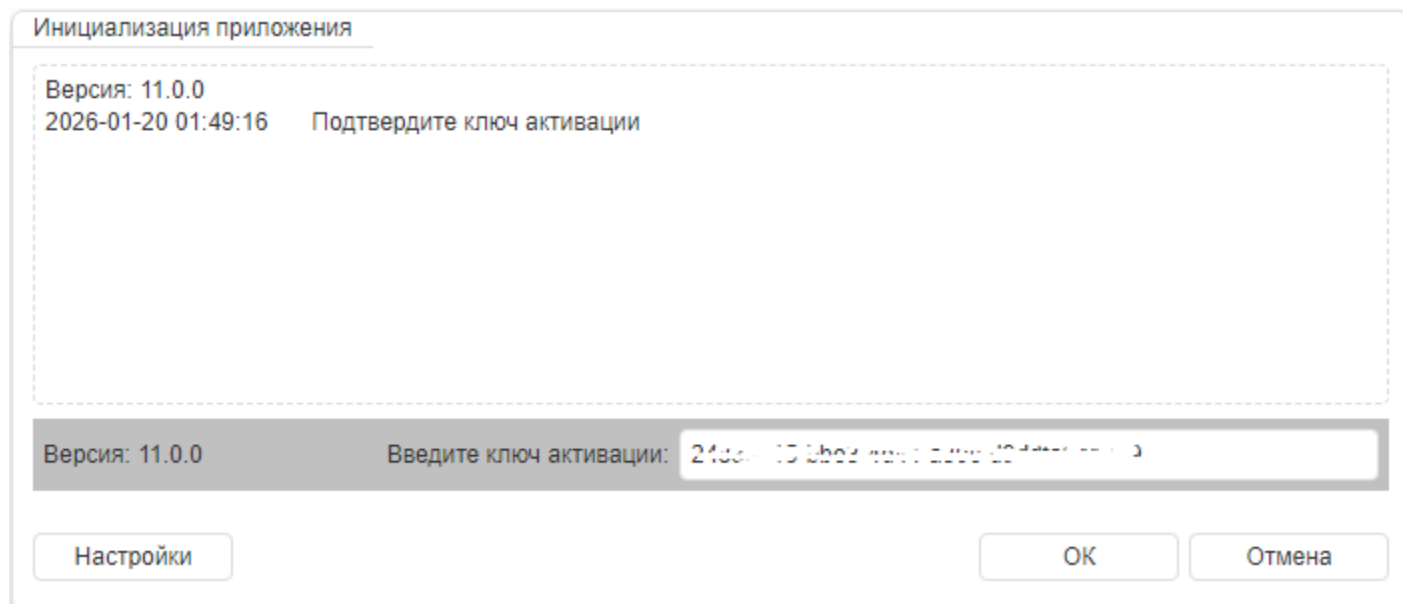 Инициализация приложения
Версия: 11.0.0
2026-01-20 01:49:16 Подтвердите ключ активации
Версия: 11.0.0 Введите ключ активации:
Настройки ОК Отмена